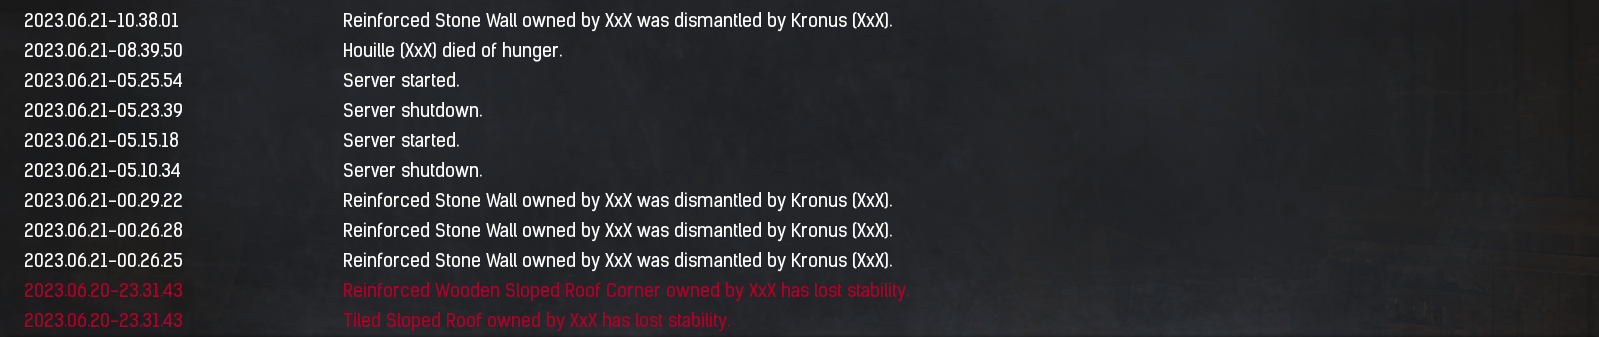 2023.06.21-10.38.01 Reinforced Stone Wall owned by XxX was dismantled by Kronus (XxX).
2023.06.21-08.39.50 Houille (XxX) died of hunger.
2023.06.21-05.25.54 Server started.
2023.06.21-05.23.39 Server shutdown.
2023.06.21-05.15.18 Server started.
2023.06.21-05.10.34 Server shutdown.
2023.06.21-00.29.22 Reinforced Stone Wall owned by XxX was dismantled by Kronus (XxX).
2023.06.21-00.26.28 Reinforced Stone Wall owned by XxX was dismantled by Kronus (XxX).
2023.06.21-00.26.25 Reinforced Stone Wall owned by XxX was dismantled by Kronus (XxX).
2023.06.20-23.31.43 Reinforced Wooden Sloped Roof Corner owned by XxX has lost stability.
2023.06.20-23.31.43 Tiled Sloped Roof owned by XxX has lost stability.